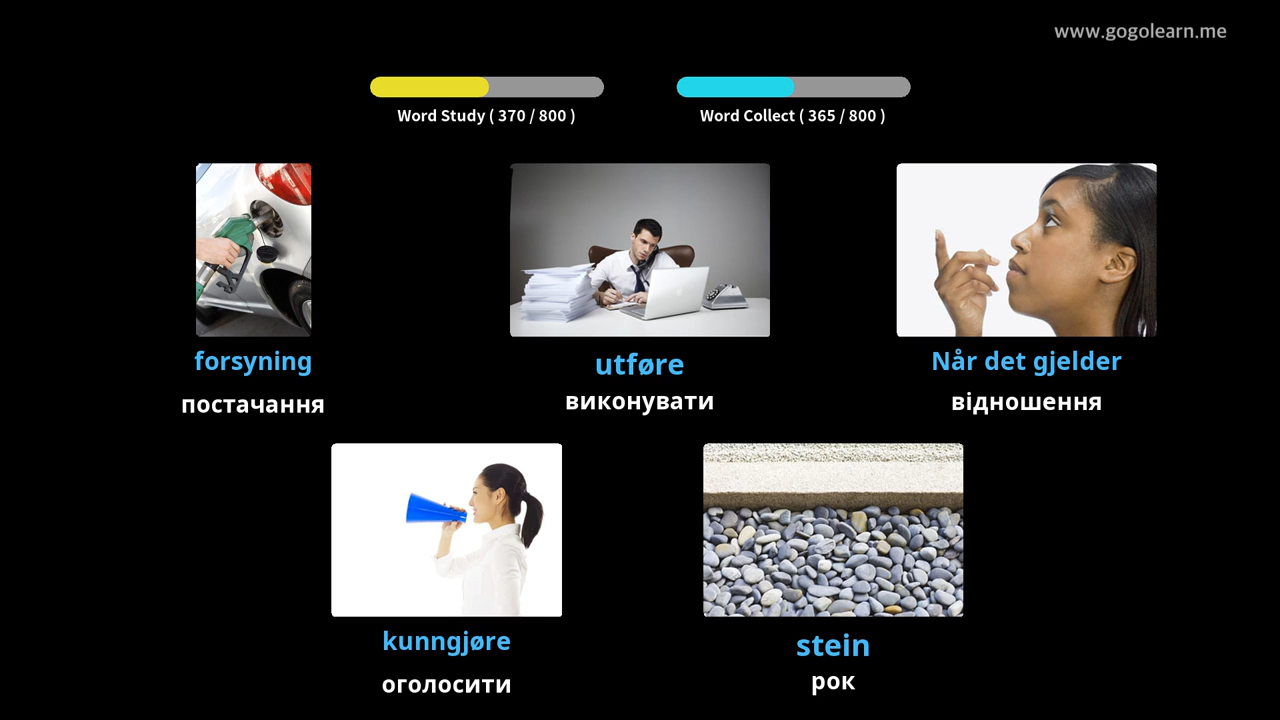 www.gogolearn.me
Word Study ( 370 / 800 )
Word Collect ( 365 / 800 )
forsyning
постачання
utføre
виконувати
Når det gjelder
відношення
kunngjøre
оголосити
stein
рок